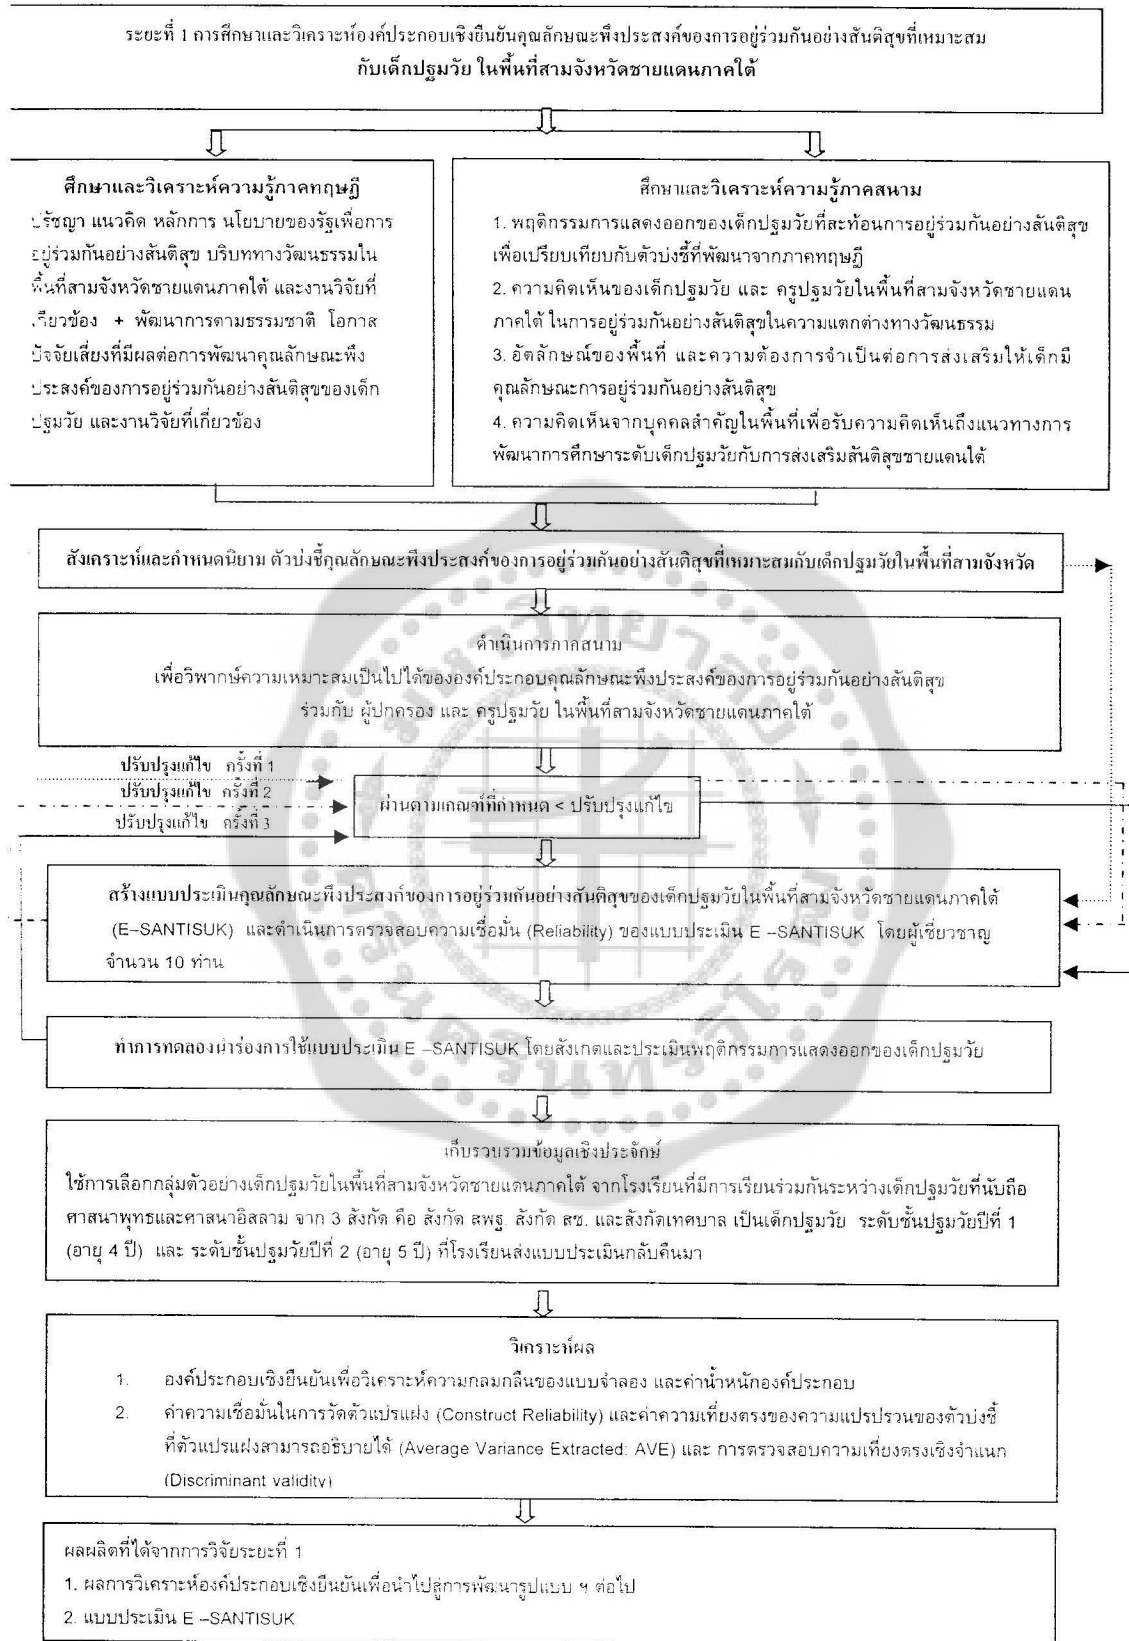 ระยะที่ 1 การศึกษาและวิเคราะห์องค์ประกอบเชิงยืนยันคุณลักษณะพึงประสงค์ของการอยู่ร่วมกันอย่างสันติสุขที่เหมาะสม
กับเด็กปฐมวัย ในพื้นที่สามจังหวัดชายแดนภาคใต้
ศึกษาและวิเคราะห์ความรู้ภาคทฤษฎี
ปรัชญา แนวคิด หลักการ นโยบายของรัฐเพื่อการ
อยู่ร่วมกันอย่างสันติสุข บริบททางวัฒนธรรมใน
พื้นที่สามจังหวัดชายแดนภาคใต้ และงานวิจัยที่
เกี่ยวข้อง + พัฒนาการตามธรรมชาติ โอกาส
ปัจจัยเสี่ยงที่มีผลต่อการพัฒนาคุณลักษณะพึง
ประสงค์ของการอยู่ร่วมกันอย่างสันติสุขของเด็ก
ปฐมวัย และงานวิจัยที่เกี่ยวข้อง
ศึกษาและวิเคราะห์ความรู้ภาคสนาม
1. พฤติกรรมการแสดงออกของเด็กปฐมวัยที่สะท้อนการอยู่ร่วมกันอย่างสันติสุข
เพื่อเปรียบเทียบกับตัวบ่งชี้ที่พัฒนาจากภาคทฤษฎี
2. ความคิดเห็นของเด็กปฐมวัย และ ครูปฐมวัยในพื้นที่สามจังหวัดชายแดน
ภาคใต้ ในการอยู่ร่วมกันอย่างสันติสุขในความแตกต่างทางวัฒนธรรม
3. อัตลักษณ์ของพื้นที่ และความต้องการจำเป็นต่อการส่งเสริมให้เด็กมี
คุณลักษณะการอยู่ร่วมกันอย่างสันติสุข
4. ความคิดเห็นจากบุคคลสำคัญในพื้นที่เพื่อรับความคิดเห็นถึงแนวทางการ
พัฒนาการศึกษาระดับเด็กปฐมวัยกับการส่งเสริมสันติสุขชายแดนใต้
สังเคราะห์และกำหนดนิยาม ตัวบ่งชี้คุณลักษณะพึงประสงค์ของการอยู่ร่วมกันอย่างสันติสุขที่เหมาะสมกับเด็กปฐมวัยในพื้นที่สามจังหวัด
ดำเนินการภาคสนาม
เพื่อวิพากษ์ความเหมาะสมเป็นไปได้ขององค์ประกอบคุณลักษณะพึงประสงค์ของการอยู่ร่วมกันอย่างสันติสุข
ร่วมกับ ผู้ปกครอง และ ครูปฐมวัย ในพื้นที่สามจังหวัดชายแดนภาคใต้
ปรับปรุงแก้ไข ครั้งที่ 1
ปรับปรุงแก้ไข ครั้งที่ 2
ปรับปรุงแก้ไข ครั้งที่ 3
ผ่านตามเกณฑ์ที่กำหนด < ปรับปรุงแก้ไข
สร้างแบบประเมินคุณลักษณะพึงประสงค์ของการอยู่ร่วมกันอย่างสันติสุขของเด็กปฐมวัยในพื้นที่สามจังหวัดชายแดนภาคใต้
(E–SANTISUK) และดำเนินการตรวจสอบความเชื่อมั่น (Reliability) ของแบบประเมิน E –SANTISUK โดยผู้เชี่ยวชาญ
จำนวน 10 ท่าน
ทำการทดลองนำร่องการใช้แบบประเมิน E –SANTISUK โดยสังเกตและประเมินพฤติกรรมการแสดงออกของเด็กปฐมวัย
เก็บรวบรวมข้อมูลเชิงประจักษ์
ใช้การเลือกกลุ่มตัวอย่างเด็กปฐมวัยในพื้นที่สามจังหวัดชายแดนภาคใต้ จากโรงเรียนที่มีการเรียนร่วมกันระหว่างเด็กปฐมวัยที่นับถือ
ศาสนาพุทธและศาสนาอิสลาม จาก 3 สังกัด คือ สังกัด สพฐ. สังกัด สช. และสังกัดเทศบาล เป็นเด็กปฐมวัย ระดับชั้นปฐมวัยปีที่ 1
(อายุ 4 ปี) และ ระดับชั้นปฐมวัยปีที่ 2 (อายุ 5 ปี) ที่โรงเรียนส่งแบบประเมินกลับคืนมา
วิเคราะห์ผล
1. องค์ประกอบเชิงยืนยันเพื่อวิเคราะห์ความกลมกลืนของแบบจำลอง และค่าน้ำหนักองค์ประกอบ
2. ค่าความเชื่อมั่นในการวัดตัวแปรแฝง (Construct Reliability) และค่าความเที่ยงตรงของความแปรปรวนของตัวบ่งชี้
ที่ตัวแปรแฝงสามารถอธิบายได้ (Average Variance Extracted: AVE) และ การตรวจสอบความเที่ยงตรงเชิงจำแนก
(Discriminant validity)
ผลผลิตที่ได้จากการวิจัยระยะที่ 1
1. ผลการวิเคราะห์องค์ประกอบเชิงยืนยันเพื่อนำไปสู่การพัฒนารูปแบบ ฯ ต่อไป
2. แบบประเมิน E –SANTISUK
มหาวิทยาลัย
ศรีนครินทรวิโรฒ